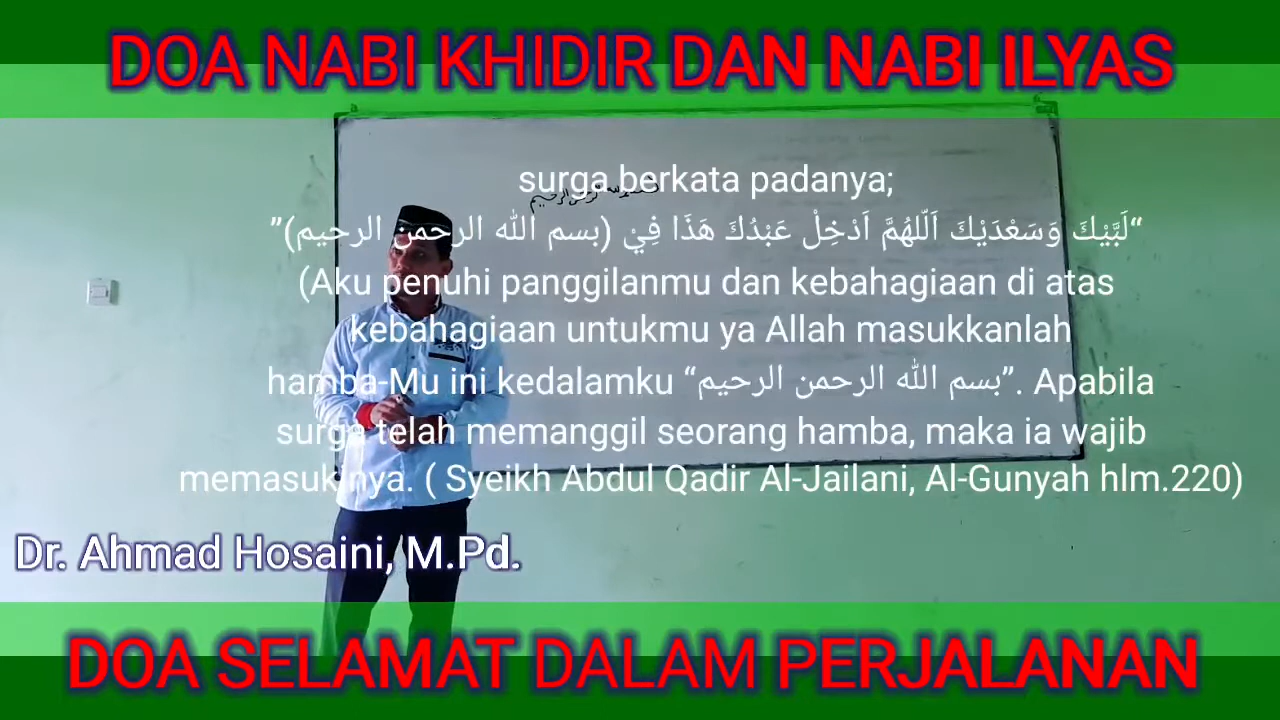 DOA NABI KHIDIR DAN NABI ILYAS
surga berkata padanya;
“لَبَّيْكَ وَسَعْدَيْكَ اَللّٰهُمَّ اَدْخِلْ عَبْدُكَ هَذَا فِيْ (بسم الله الرحمن الرحيم)”
(Aku penuhi panggilanmu dan kebahagiaan di atas
kebahagiaan untukmu ya Allah masukkanlah
hamba-Mu ini kedalamku “بسم الله الرحمن الرحيم”. Apabila
surga telah memanggil seorang hamba, maka ia wajib
memasukinya. ( Syeikh Abdul Qadir Al-Jailani, Al-Gunyah hlm.220)
Dr. Ahmad Hosaini, M.Pd.
DOA SELAMAT DALAM PERJALANAN